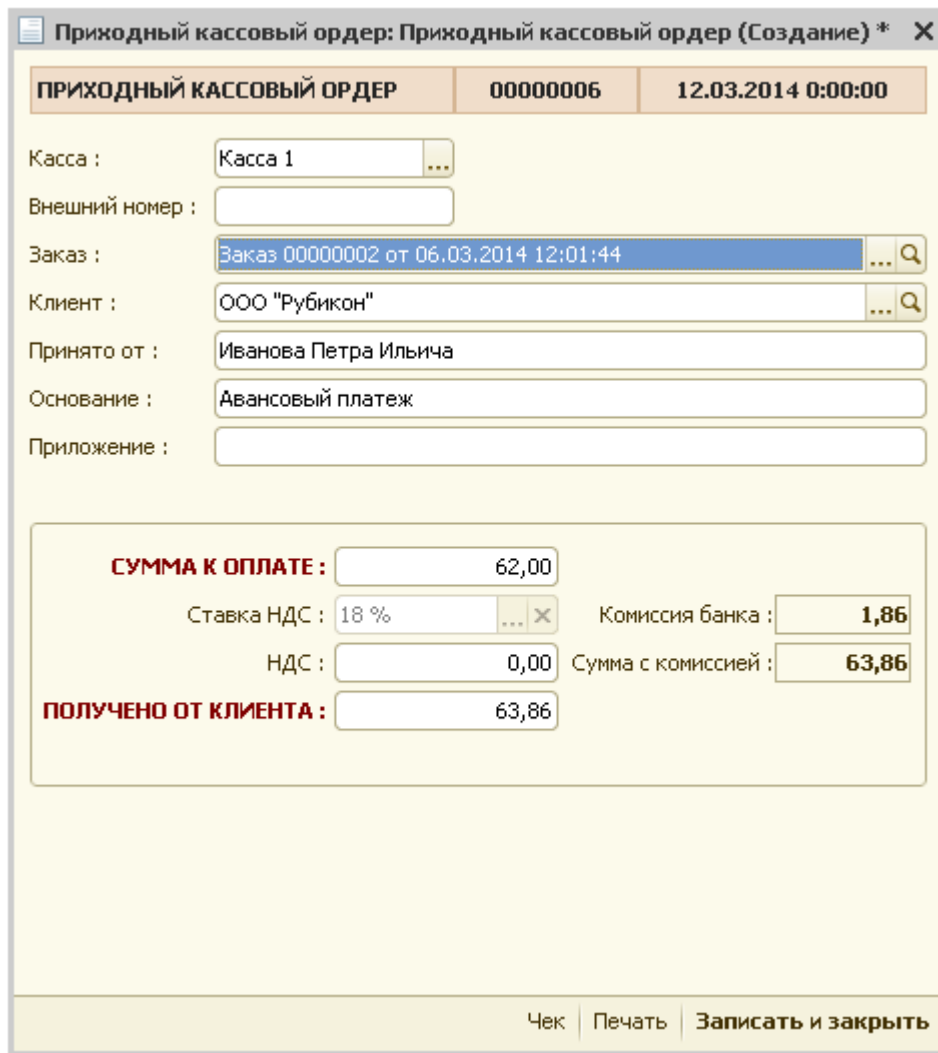 Приходный кассовый ордер: Приходный кассовый ордер (Создание) *
ПРИХОДНЫЙ КАССОВЫЙ ОРДЕР 00000006 12.03.2014 0:00:00
Касса : Касса 1 ...
Внешний номер :
Заказ : Заказ 00000002 от 06.03.2014 12:01:44 ...
Клиент : ООО "Рубикон" ...
Принято от : Иванова Петра Ильича
Основание : Авансовый платеж
Приложение :
СУММА К ОПЛАТЕ : 62,00
Ставка НДС : 18 % ... Комиссия банка : 1,86
НДС : 0,00 Сумма с комиссией : 63,86
ПОЛУЧЕНО ОТ КЛИЕНТА : 63,86
Чек Печать Записать и закрыть